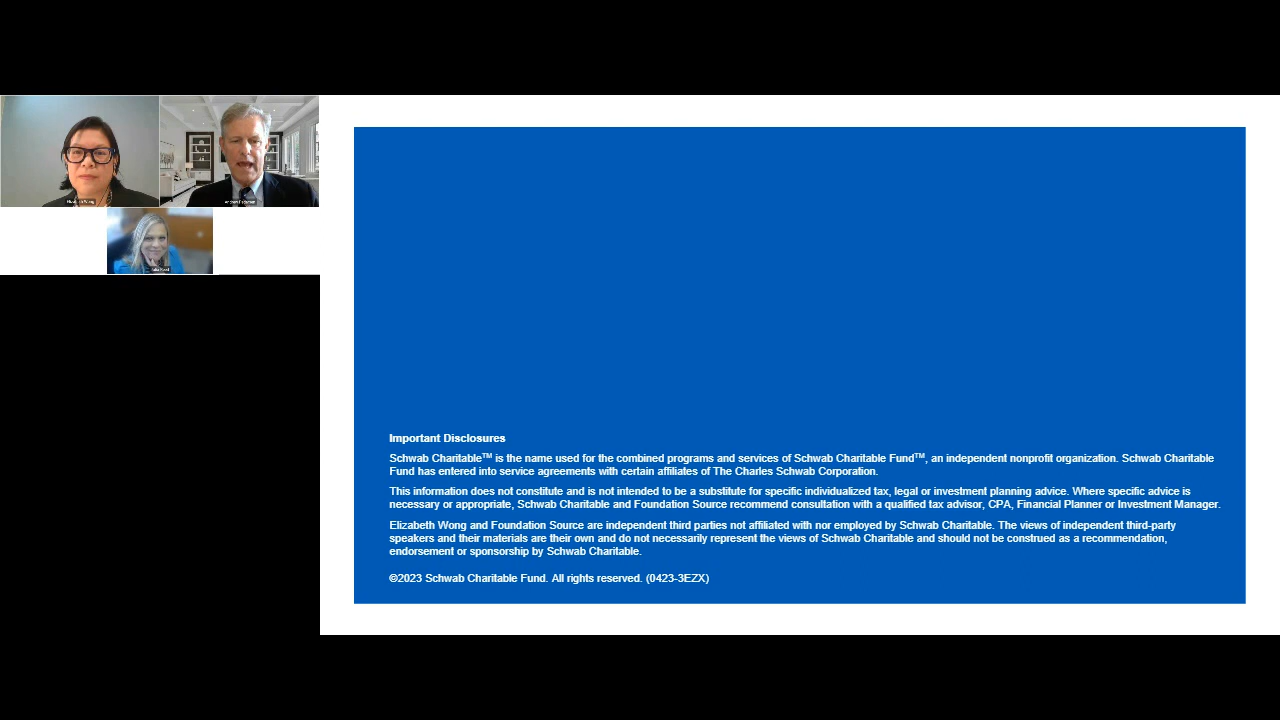 Important Disclosures
Schwab Charitable™ is the name used for the combined programs and services of Schwab Charitable Fund™, an independent nonprofit organization. Schwab Charitable
Fund has entered into service agreements with certain affiliates of The Charles Schwab Corporation.
This information does not constitute and is not intended to be a substitute for specific individualized tax, legal or investment planning advice. Where specific advice is
necessary or appropriate, Schwab Charitable and Foundation Source recommend consultation with a qualified tax advisor, CPA, Financial Planner or Investment Manager.
Elizabeth Wong and Foundation Source are independent third parties not affiliated with nor employed by Schwab Charitable. The views of independent third-party
speakers and their materials are their own and do not necessarily represent the views of Schwab Charitable and should not be construed as a recommendation,
endorsement or sponsorship by Schwab Charitable.
©2023 Schwab Charitable Fund. All rights reserved. (0423-3EZX)